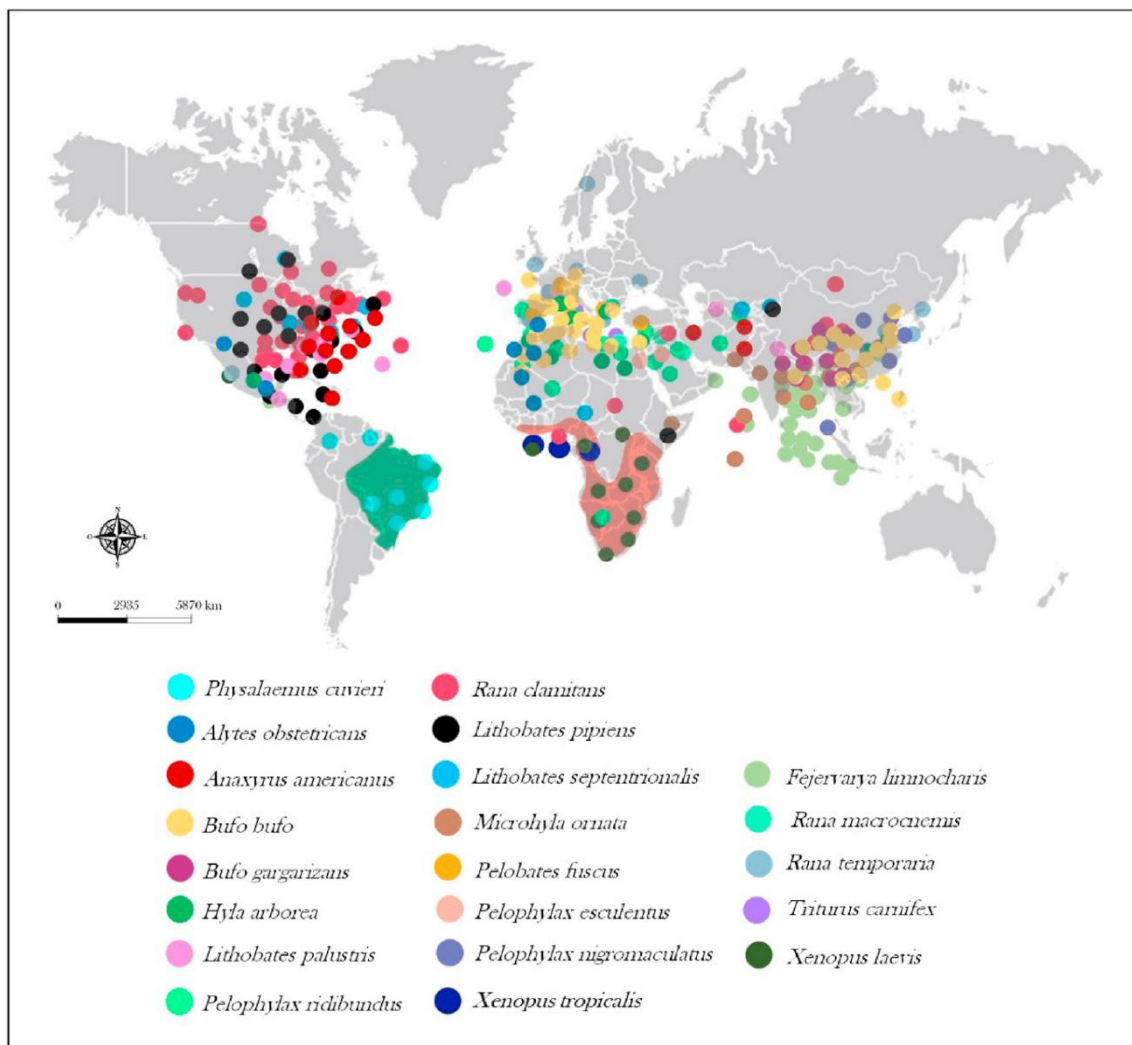 N
O
L
S
0 2935 5870 km
Physalaemus cuvieri
Alytes obstetricans
Anaxyrus americanus
Bufo bufo
Bufo gargarizans
Hyla arborea
Lithobates palustris
Pelophylax ridibundus
Rana clamitans
Lithobates pipiens
Lithobates septentrionalis
Microhyla ornata
Pelobates fuscus
Pelophylax esculentus
Pelophylax nigromaculatus
Xenopus tropicalis
Fejervarya limnocharis
Rana macrocnemis
Rana temporaria
Triturus carnifex
Xenopus laevis